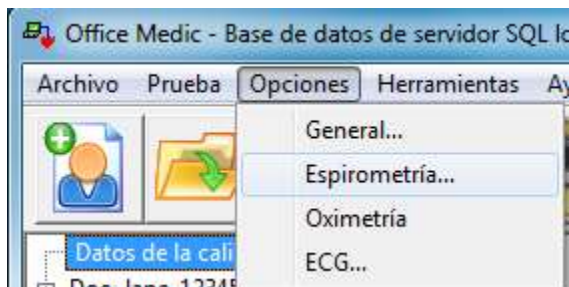 Office Medic - Base de datos de servidor SQL
Archivo Prueba Opciones Herramientas
General...
Espirometría...
Oximetría
Datos de la
ECG...